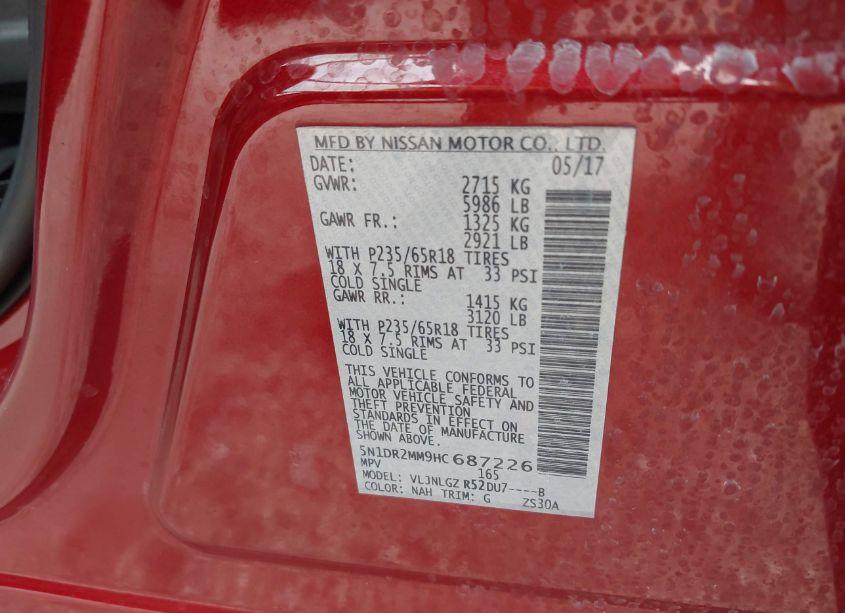 MFD BY NISSAN MOTOR CO., LTD.
DATE: 05/17
GVWR: 2715 KG
5986 LB
GAWR FR.: 1325 KG
2921 LB
WITH P235/65R18 TIRES
18 X 7.5 RIMS AT 33 PSI
COLD SINGLE
GAWR RR.: 1415 KG
3120 LB
WITH P235/65R18 TIRES
18 X 7.5 RIMS AT 33 PSI
COLD SINGLE
THIS VEHICLE CONFORMS TO
ALL APPLICABLE FEDERAL
MOTOR VEHICLE SAFETY AND
THEFT PREVENTION
STANDARDS IN EFFECT ON
THE DATE OF MANUFACTURE
SHOWN ABOVE.
5N1DR2MM9HC687226
MPV 165
MODEL: VLJNLGZ R52DU7----B
COLOR: NAH TRIM: G ZS30A